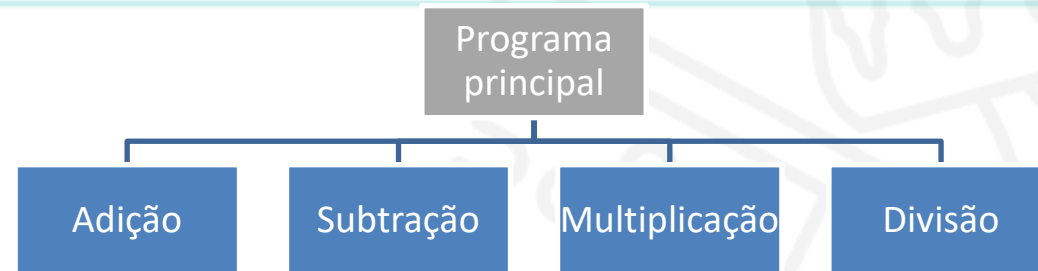 Programa
principal
Adição
Subtração
Multiplicação
Divisão